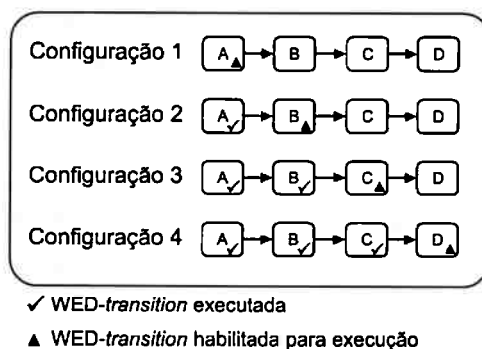 Configuração 1 A B C D
Configuração 2 A B C D
Configuração 3 A B C D
Configuração 4 A B C D
✓ WED-transition executada
▲ WED-transition habilitada para execução